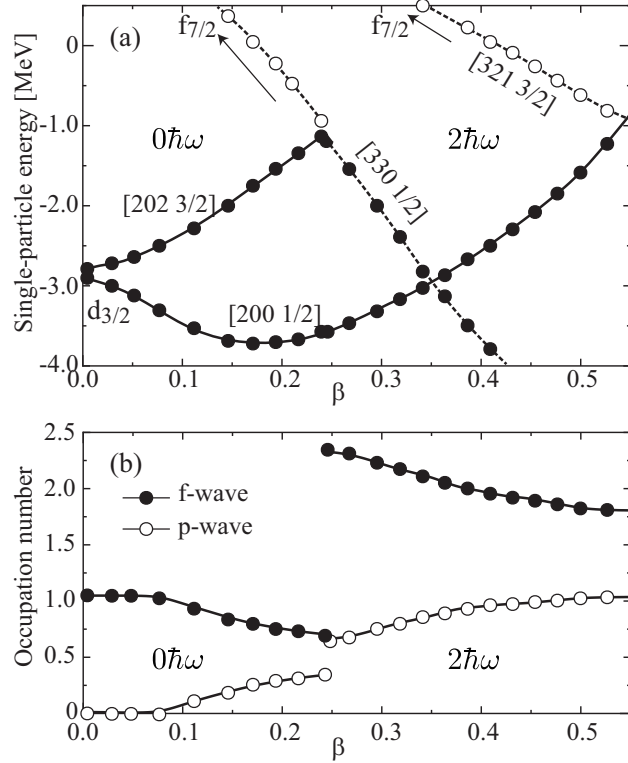 (a)
f7/2
f7/2
[321 3/2]
0ħω
2ħω
[330 1/2]
[202 3/2]
d3/2
[200 1/2]
Single-particle energy [MeV]
0
-1.0
-2.0
-3.0
-4.0
0.0
0.1
0.2
0.3
0.4
0.5
β
(b)
f-wave
p-wave
0ħω
2ħω
Occupation number
2.5
2.0
1.5
1.0
0.5
0
0.0
0.1
0.2
0.3
0.4
0.5
β